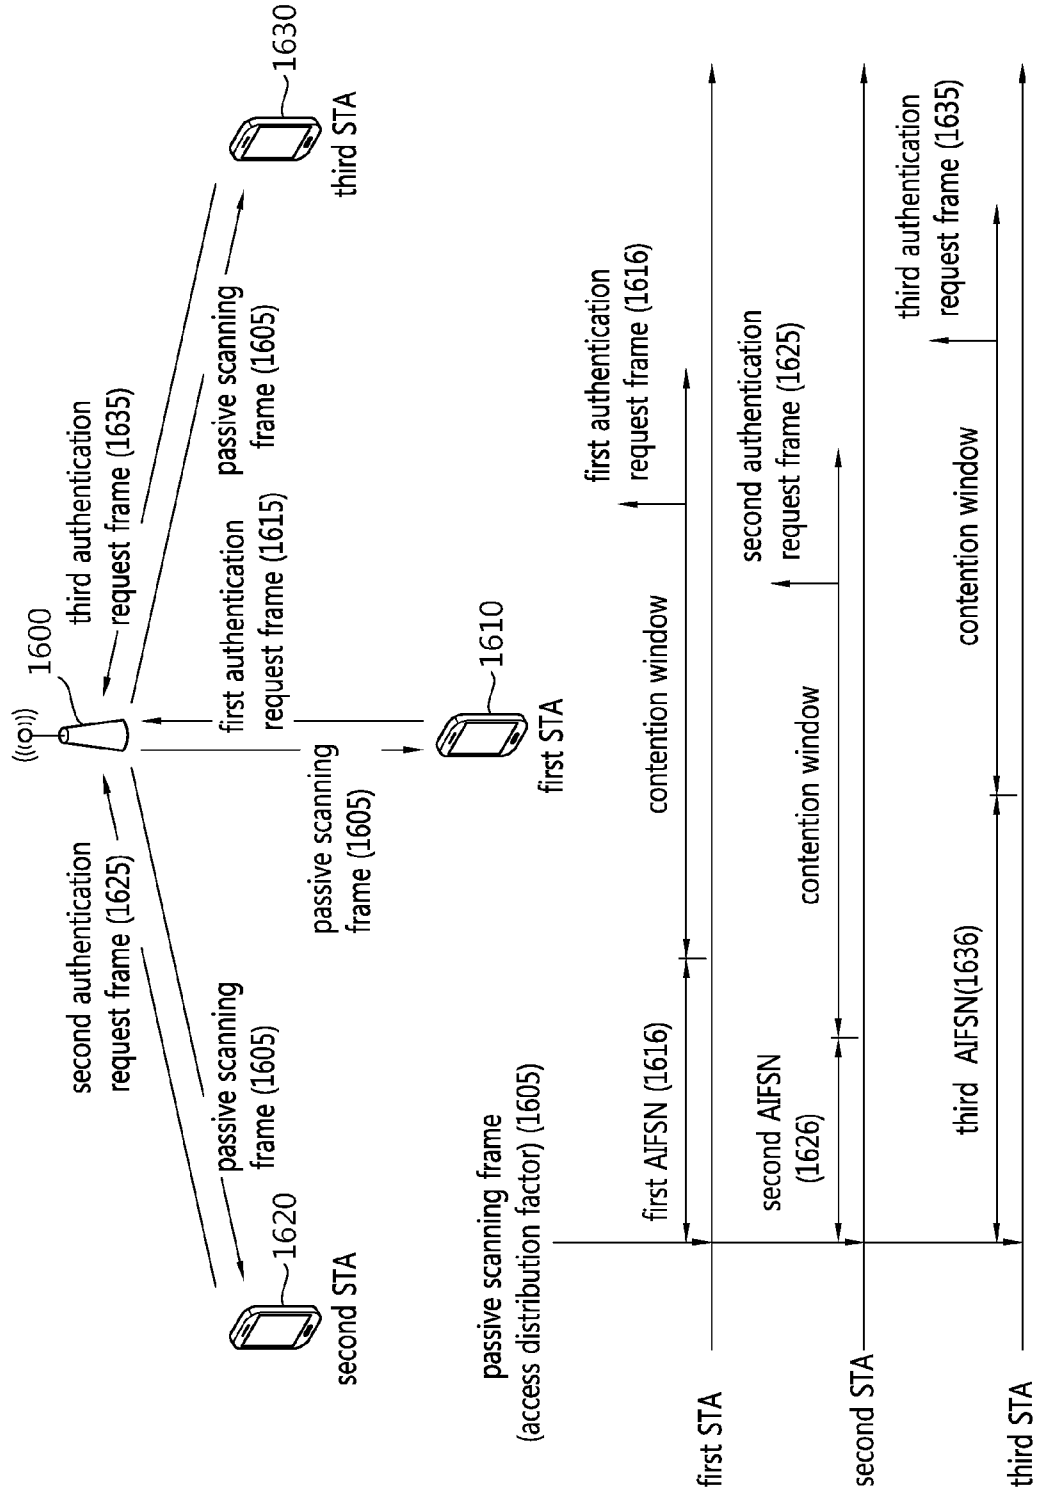 1600
third authentication
request frame (1635)
second authentication
request frame (1625)
passive scanning
frame (1605)
1620
second STA
passive scanning
frame (1605)
first authentication
request frame (1615)
1610
first STA
passive scanning
frame (1605)
1630
third STA
passive scanning frame
(access distribution factor) (1605)
first STA
first AIFSN (1616)
contention window
first authentication
request frame (1616)
second STA
second AIFSN
(1626)
contention window
second authentication
request frame (1625)
third STA
third AIFSN(1636)
contention window
third authentication
request frame (1635)